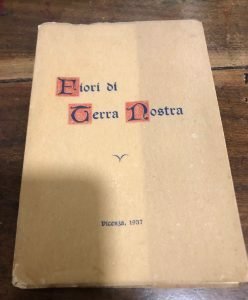 Fiori di
Terra Nostra
Vicenza, 1937